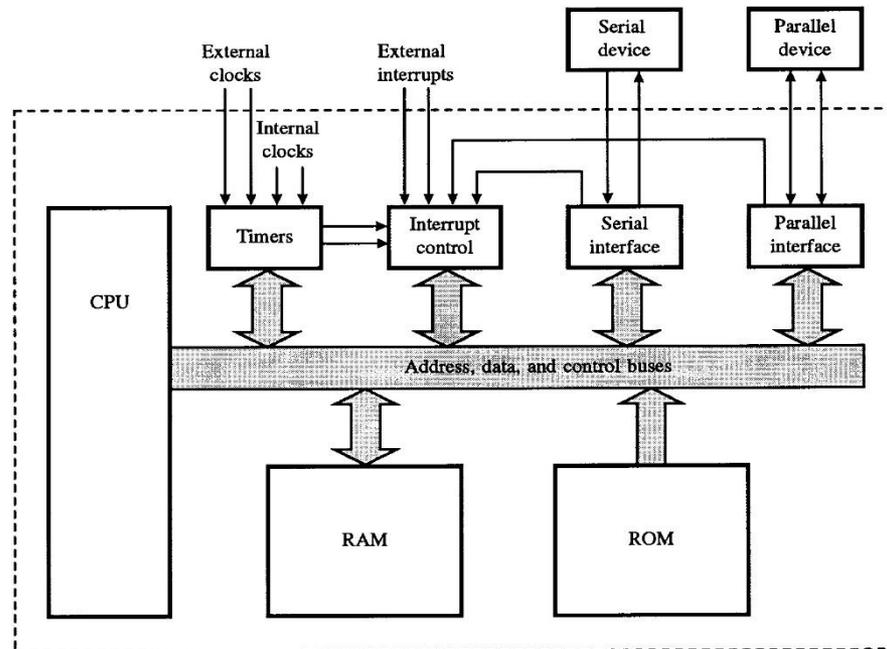 External
clocks
External
interrupts
Serial
device
Parallel
device
Internal
clocks
Timers
Interrupt
control
Serial
interface
Parallel
interface
CPU
Address, data, and control buses
RAM
ROM